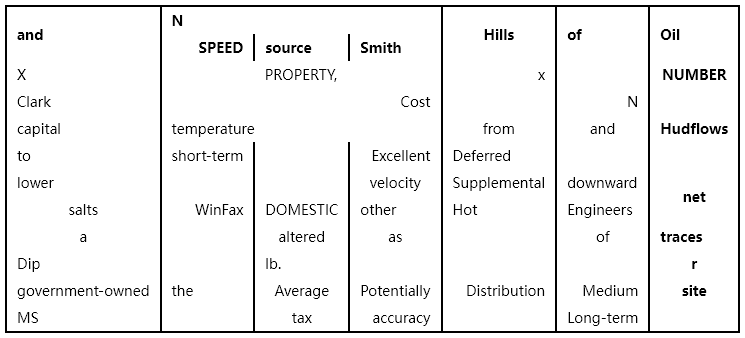 and N Hills of Oil
SPEED source Smith
X PROPERTY, x NUMBER
Clark Cost N
capital temperature from and Hudflows
to short-term Excellent Deferred
lower velocity Supplemental downward net
salts WinFax DOMESTIC other Hot Engineers
a altered as of traces
Dip lb. r
government-owned the Average Potentially Distribution Medium site
MS tax accuracy Long-term